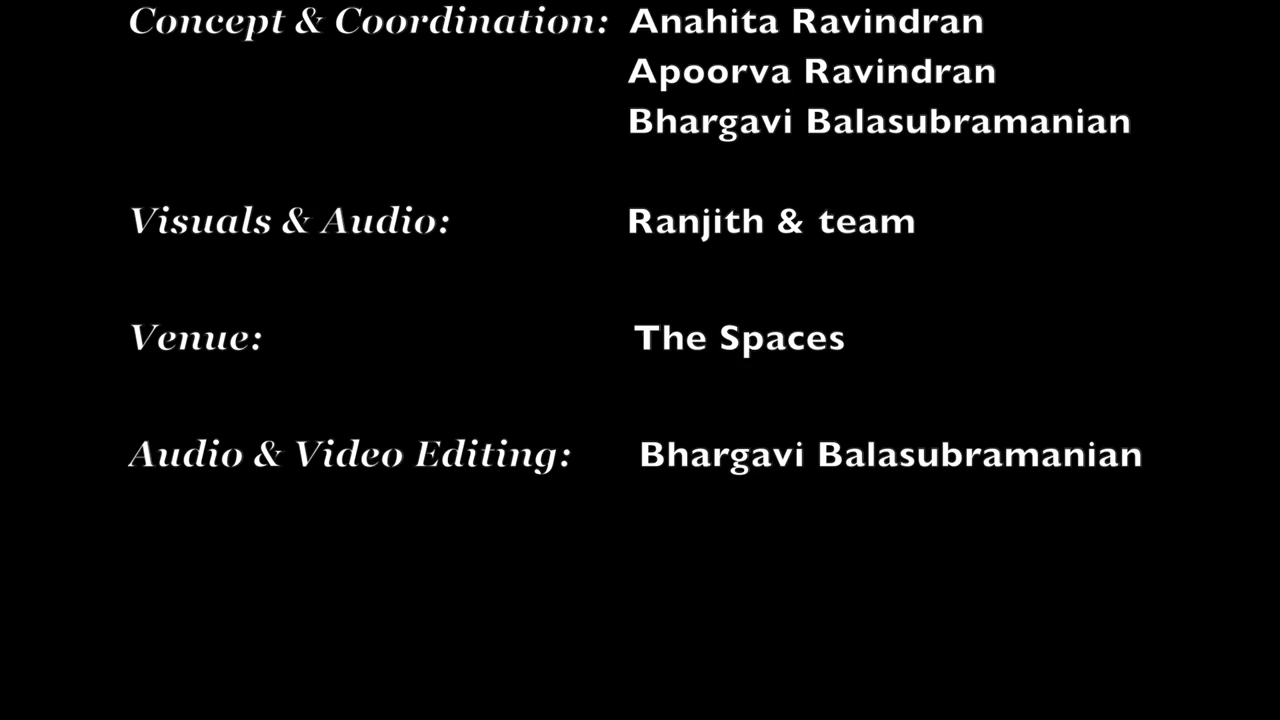 Concept & Coordination: Anahita Ravindran
Apoorva Ravindran
Bhargavi Balasubramanian
Visuals & Audio: Ranjith & team
Venue: The Spaces
Audio & Video Editing: Bhargavi Balasubramanian